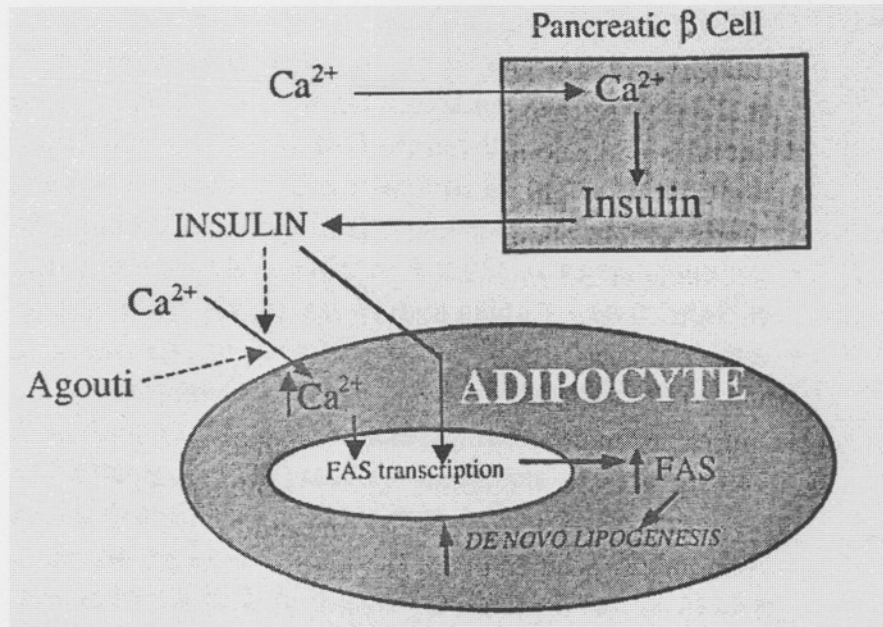 Pancreatic β Cell
Ca²⁺
Ca²⁺
Insulin
INSULIN
Ca²⁺
Agouti
Ca²⁺
ADIPOCYTE
FAS transcription
FAS
DE NOVO LIPOGENESIS